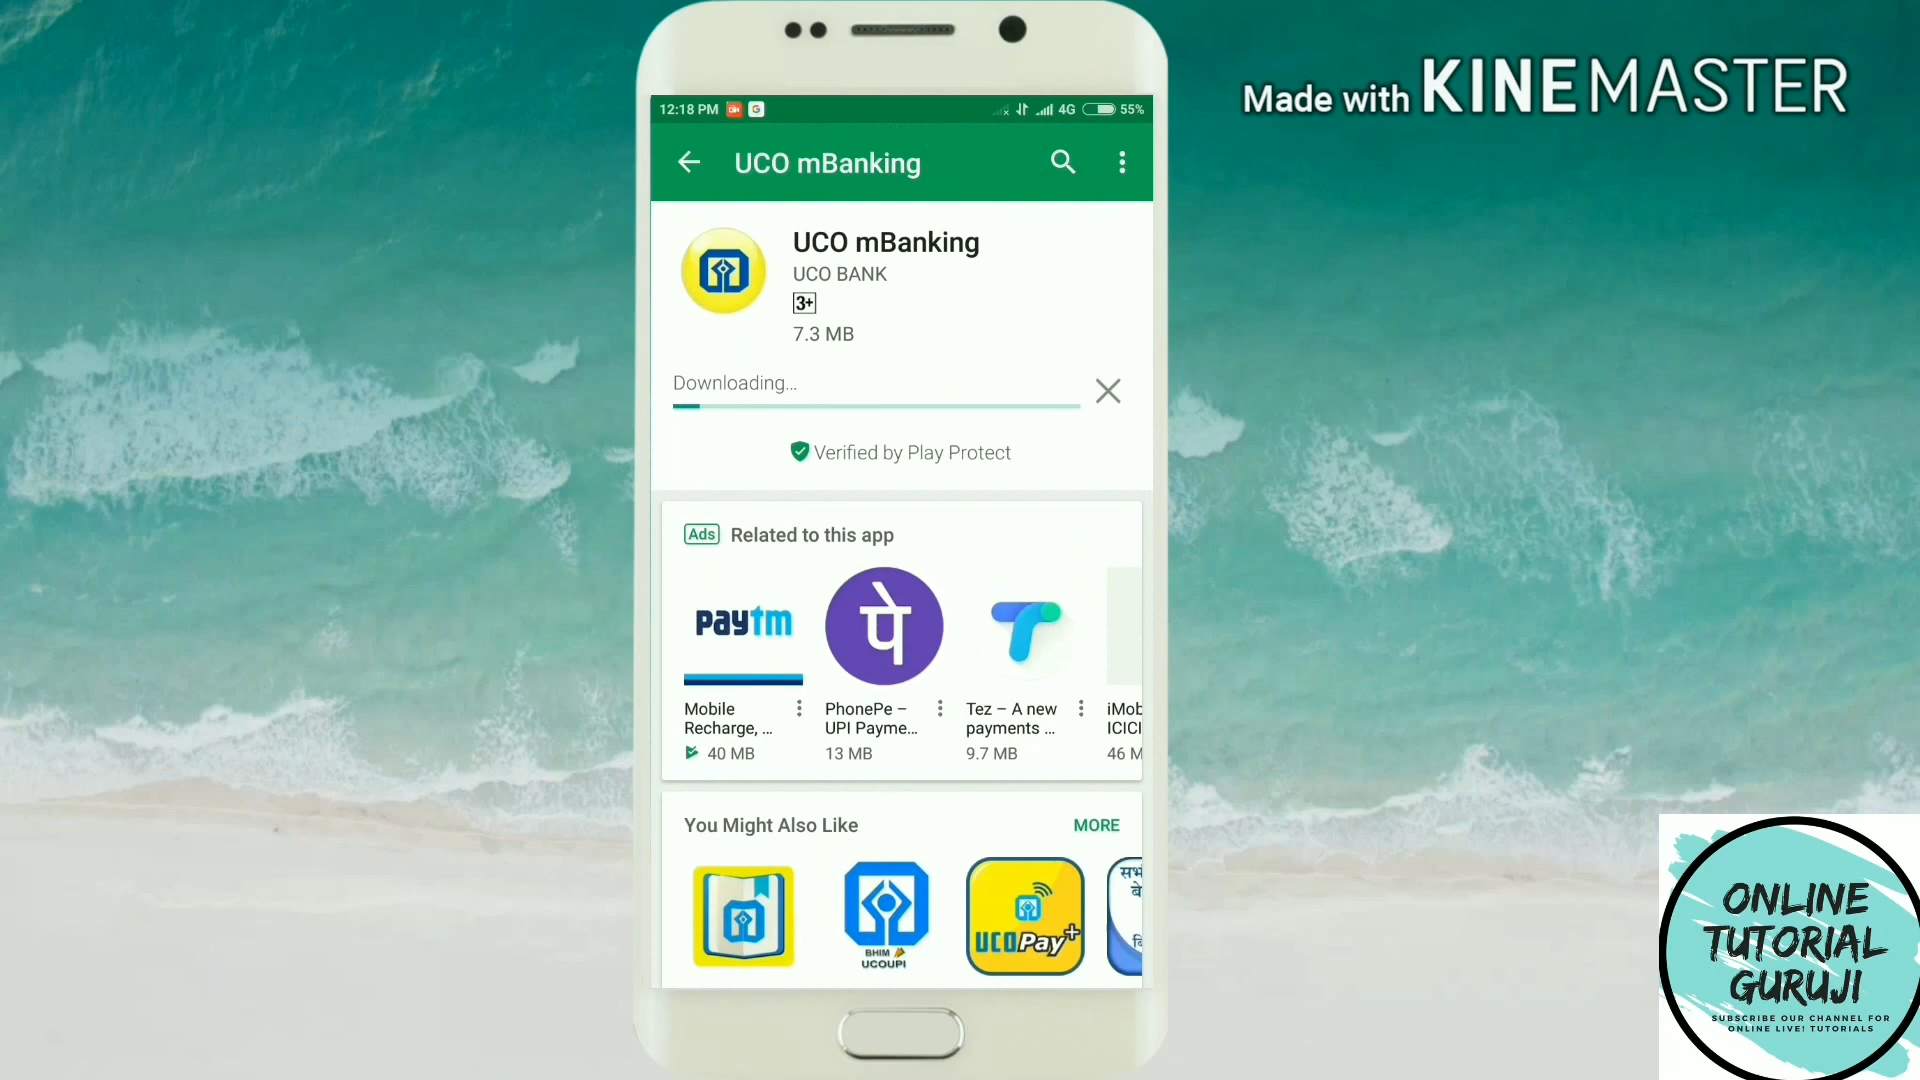 Made with KINEMASTER
12:18 PM
4G 55%
UCO mBanking
UCO mBanking
UCO BANK
3+
7.3 MB
Downloading...
Verified by Play Protect
Ads Related to this app
paytm
पे
Mobile
Recharge, ...
40 MB
PhonePe –
UPI Payme...
13 MB
Tez – A new
payments ...
9.7 MB
iMob
ICICI
46 M
You Might Also Like
MORE
BHIM
UCOUPI
UCOPay+
सभी
बे
ONLINE
TUTORIAL
GURUJI
SUBSCRIBE OUR CHANNEL FOR
ONLINE LIVE! TUTORIALS